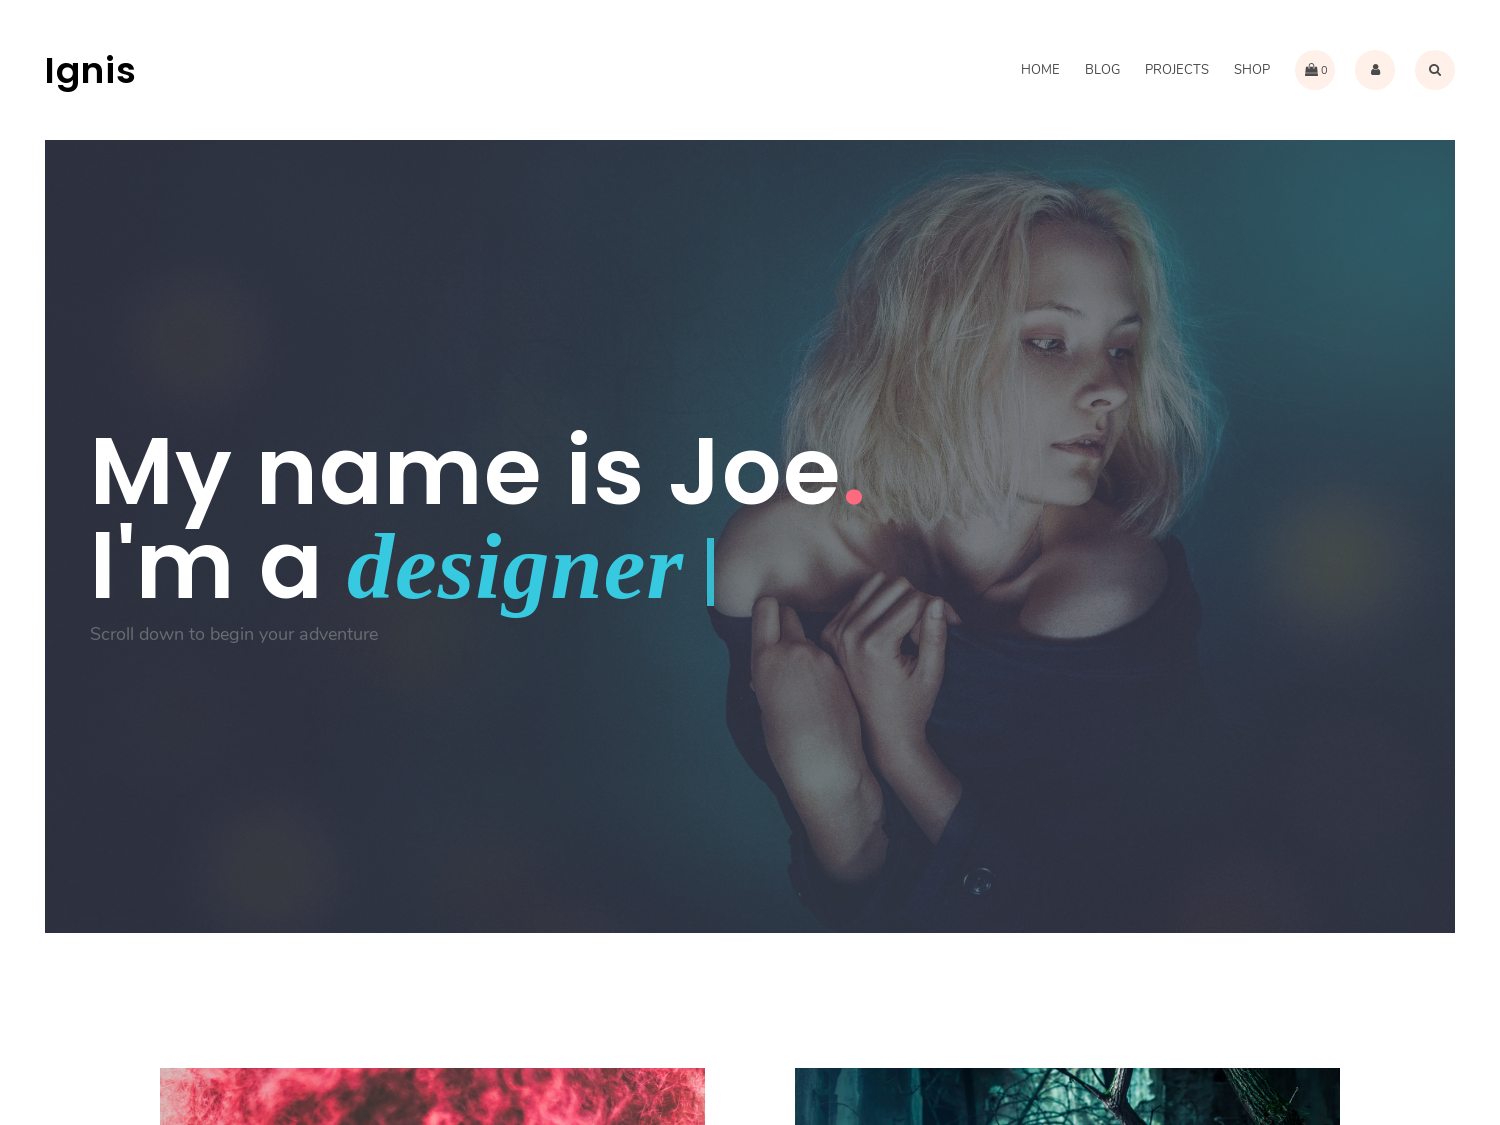 Ignis
HOME BLOG PROJECTS SHOP 0
My name is Joe.
I'm a designer |
Scroll down to begin your adventure